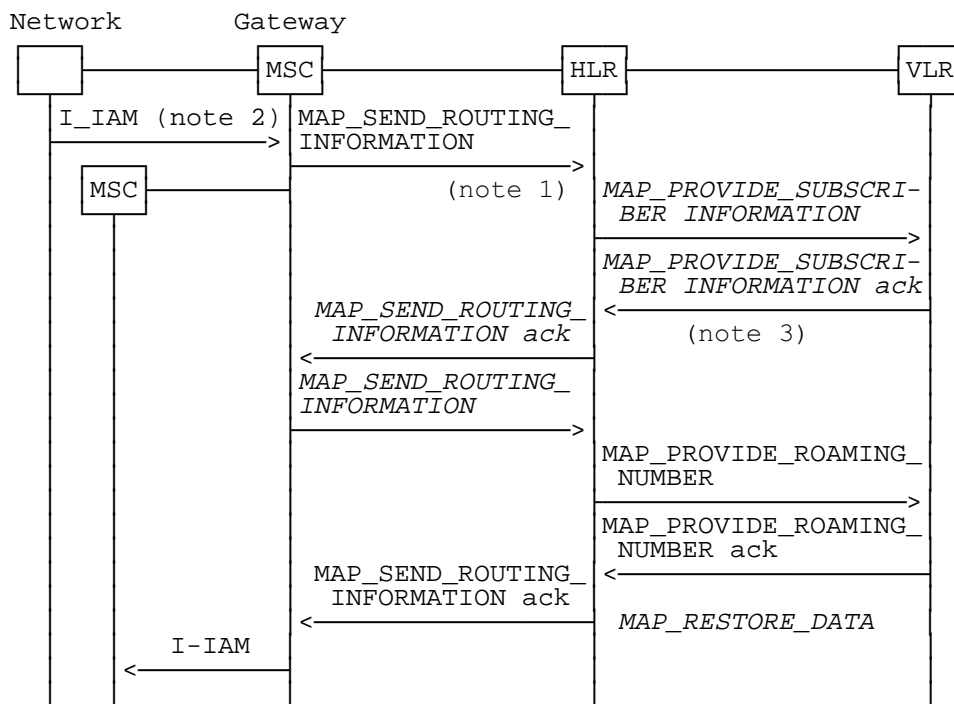 Network
Gateway
MSC
HLR
VLR
I_IAM (note 2)
MAP_SEND_ROUTING_
INFORMATION
MSC
(note 1)
MAP_PROVIDE_SUBSCRI-
BER INFORMATION
MAP_PROVIDE_SUBSCRI-
BER INFORMATION ack
MAP_SEND_ROUTING_
INFORMATION ack
(note 3)
MAP_SEND_ROUTING_
INFORMATION
MAP_PROVIDE_ROAMING_
NUMBER
MAP_PROVIDE_ROAMING_
NUMBER ack
MAP_SEND_ROUTING_
INFORMATION ack
MAP_RESTORE_DATA
I-IAM